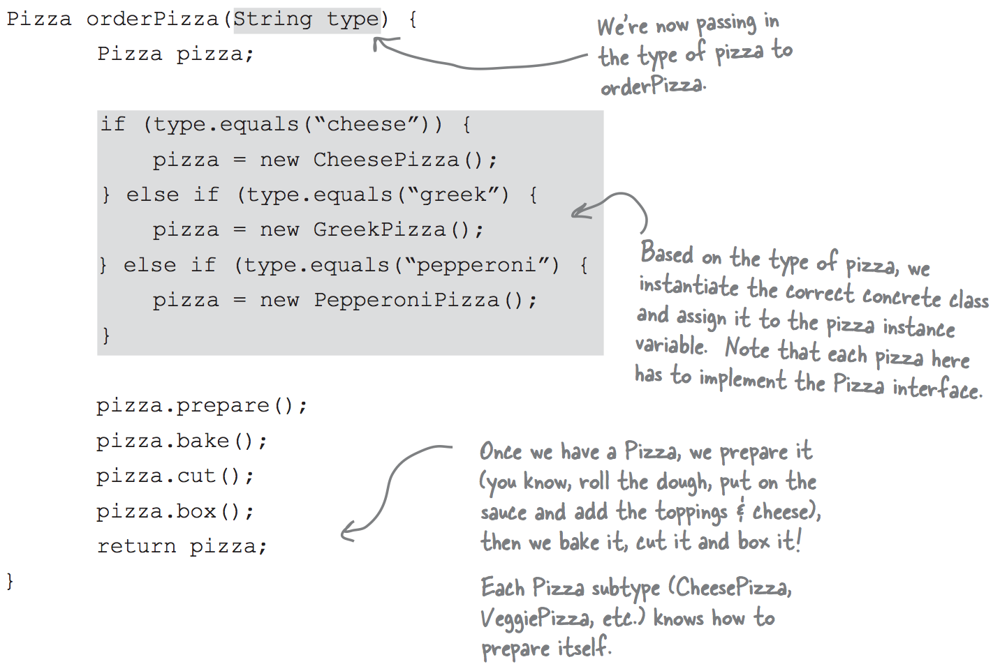 Pizza orderPizza(String type) {
Pizza pizza;
We're now passing in
the type of pizza to
orderPizza.
if (type.equals(“cheese”)) {
pizza = new CheesePizza();
} else if (type.equals(“greek”) {
pizza = new GreekPizza();
} else if (type.equals(“pepperoni”) {
pizza = new PepperoniPizza();
}
Based on the type of pizza, we
instantiate the correct concrete class
and assign it to the pizza instance
variable. Note that each pizza here
has to implement the Pizza interface.
pizza.prepare();
pizza.bake();
pizza.cut();
pizza.box();
return pizza;
}
Once we have a Pizza, we prepare it
(you know, roll the dough, put on the
sauce and add the toppings & cheese),
then we bake it, cut it and box it!
Each Pizza subtype (CheesePizza,
VeggiePizza, etc.) knows how to
prepare itself.